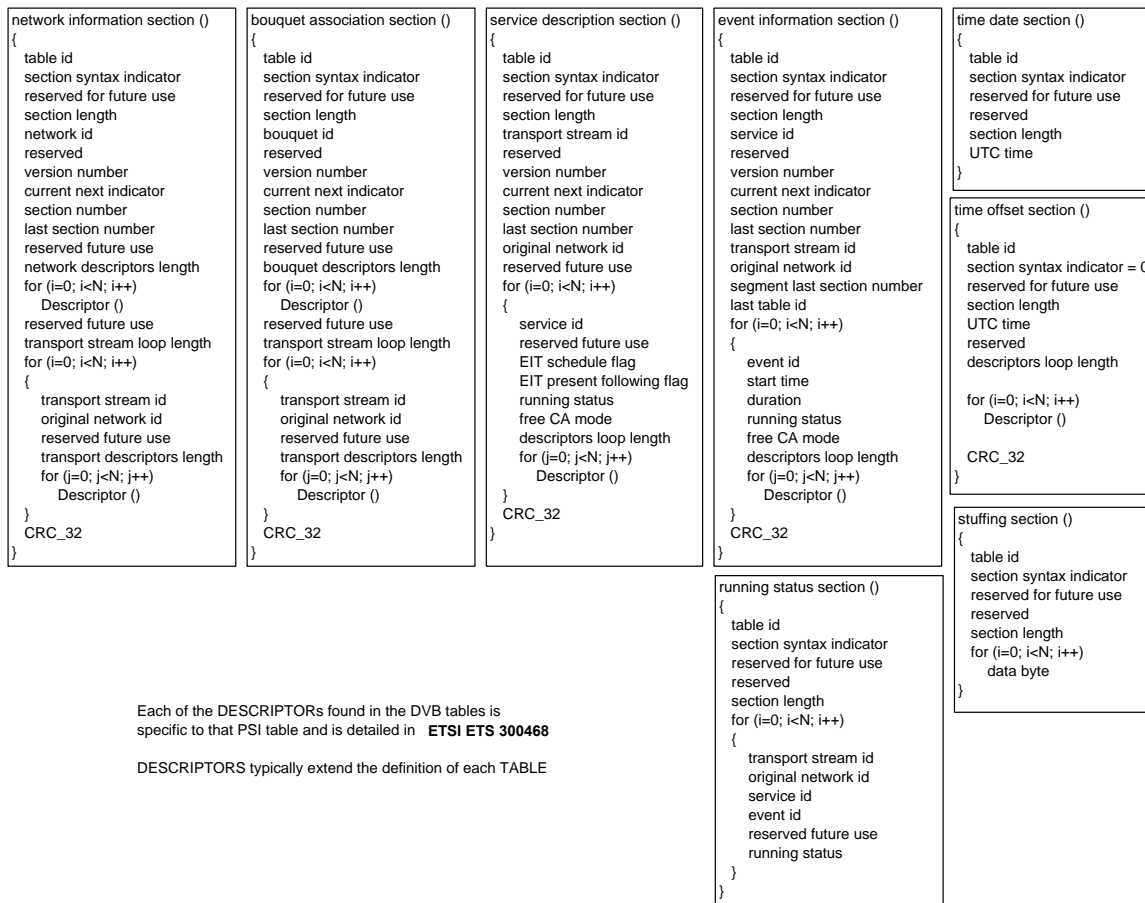 network information section ()
{
table id
section syntax indicator
reserved for future use
section length
network id
reserved
version number
current next indicator
section number
last section number
reserved future use
network descriptors length
for (i=0; i<N; i++)
Descriptor ()
reserved future use
transport stream loop length
for (i=0; i<N; i++)
{
transport stream id
original network id
reserved future use
transport descriptors length
for (j=0; j<N; j++)
Descriptor ()
}
CRC_32
}
bouquet association section ()
{
table id
section syntax indicator
reserved for future use
section length
bouquet id
reserved
version number
current next indicator
section number
last section number
reserved future use
bouquet descriptors length
for (i=0; i<N; i++)
Descriptor ()
reserved future use
transport stream loop length
for (i=0; i<N; i++)
{
transport stream id
original network id
reserved future use
transport descriptors length
for (j=0; j<N; j++)
Descriptor ()
}
CRC_32
}
service description section ()
{
table id
section syntax indicator
reserved for future use
section length
transport stream id
reserved
version number
current next indicator
section number
last section number
original network id
reserved future use
for (i=0; i<N; i++)
{
service id
reserved future use
EIT schedule flag
EIT present following flag
running status
free CA mode
descriptors loop length
for (j=0; j<N; j++)
Descriptor ()
}
CRC_32
}
event information section ()
{
table id
section syntax indicator
reserved for future use
section length
service id
reserved
version number
current next indicator
section number
last section number
transport stream id
original network id
segment last section number
last table id
for (i=0; i<N; i++)
{
event id
start time
duration
running status
free CA mode
descriptors loop length
for (j=0; j<N; j++)
Descriptor ()
}
CRC_32
}
time date section ()
{
table id
section syntax indicator
reserved for future use
reserved
section length
UTC time
}
time offset section ()
{
table id
section syntax indicator = 0
reserved for future use
section length
UTC time
reserved
descriptors loop length
for (i=0; i<N; i++)
Descriptor ()
CRC_32
}
stuffing section ()
{
table id
section syntax indicator
reserved for future use
reserved
section length
for (i=0; i<N; i++)
data byte
}
running status section ()
{
table id
section syntax indicator
reserved for future use
reserved
section length
for (i=0; i<N; i++)
{
transport stream id
original network id
service id
event id
reserved future use
running status
}
}
Each of the DESCRIPTORs found in the DVB tables is
specific to that PSI table and is detailed in ETSI ETS 300468
DESCRIPTORS typically extend the definition of each TABLE